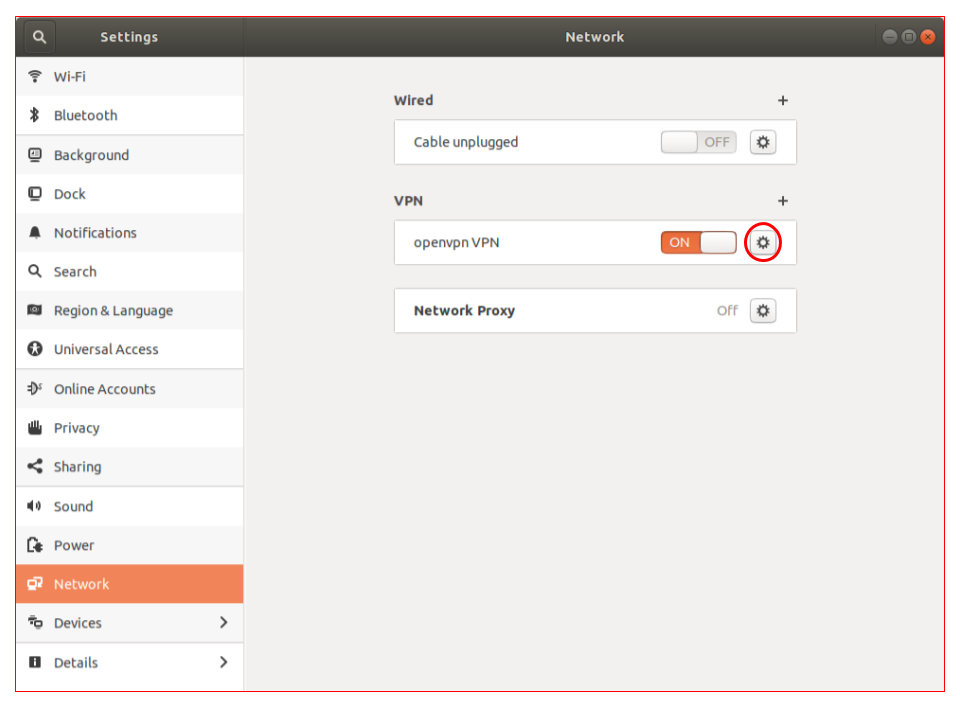 Settings
Network
Wi-Fi
Bluetooth
Background
Dock
Notifications
Search
Region & Language
Universal Access
Online Accounts
Privacy
Sharing
Sound
Power
Network
Devices
Details
Wired +
Cable unplugged OFF
VPN +
openvpn VPN ON
Network Proxy Off